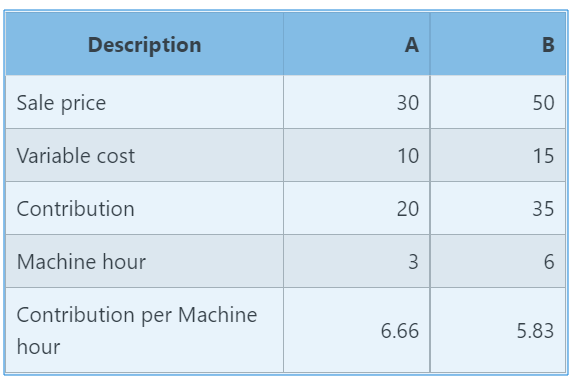 Description A B
Sale price 30 50
Variable cost 10 15
Contribution 20 35
Machine hour 3 6
Contribution per Machine
hour 6.66 5.83